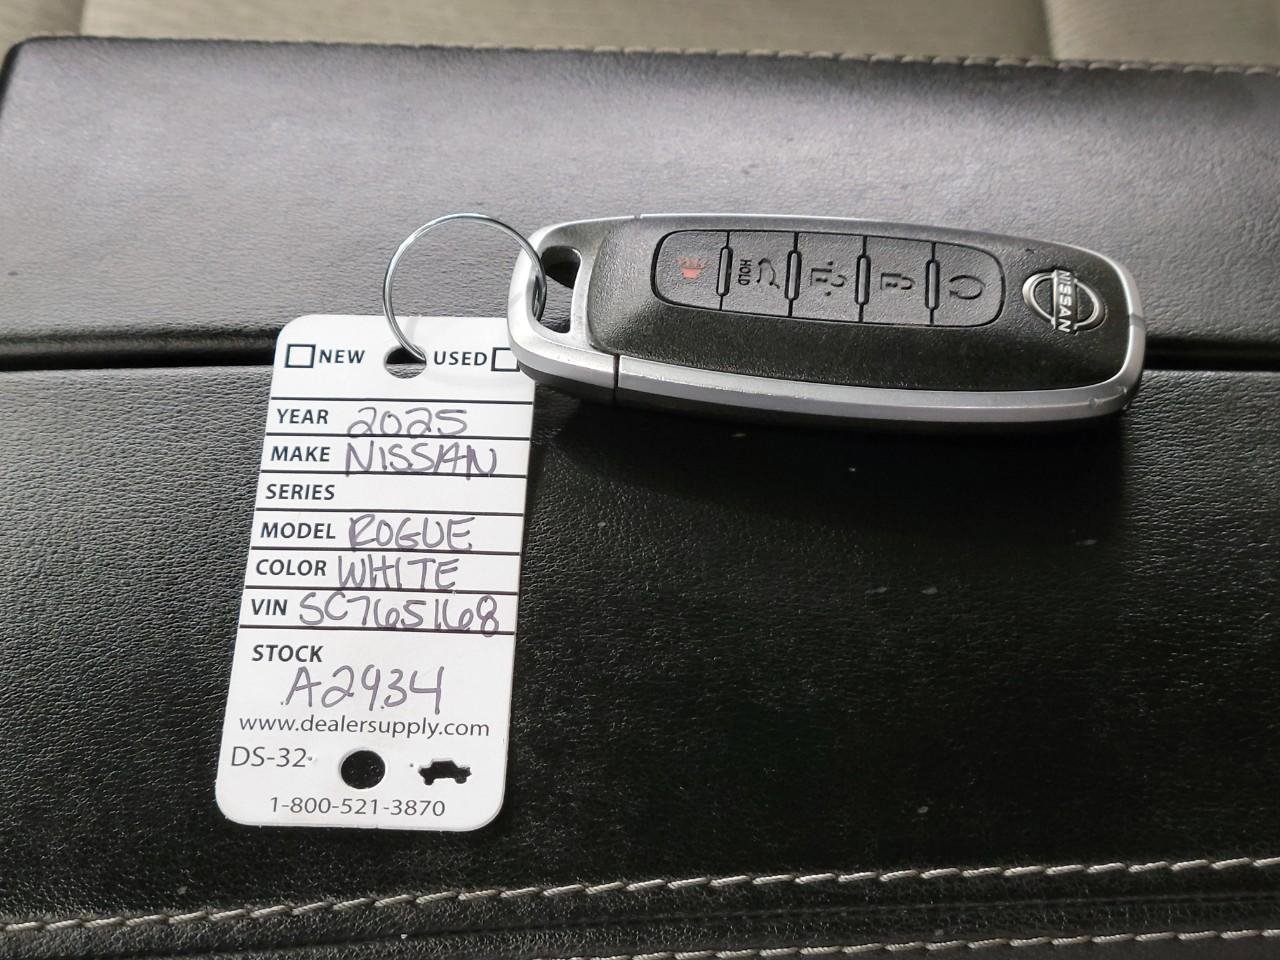 NEW USED
YEAR 2025
MAKE NISSAN
SERIES
MODEL ROGUE
COLOR WHITE
VIN SC765168
STOCK
A2934
www.dealersupply.com
DS-32
1-800-521-3870
HOLD
NISSAN